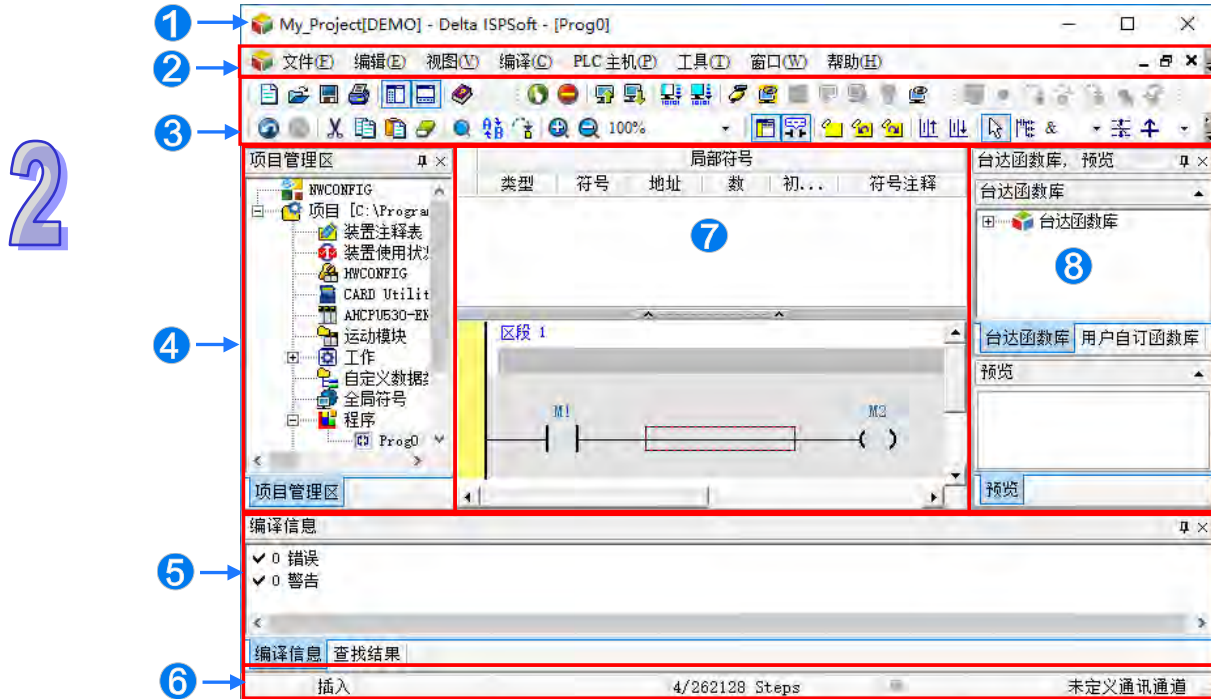 1
My_Project[DEMO] - Delta ISPSoft - [Prog0]
2
文件(F) 编辑(E) 视图(V) 编译(C) PLC 主机(P) 工具(T) 窗口(W) 帮助(H)
3
100%
&
2
4
项目管理区
NWCONFIG
项目 [C:\Progra
装置注释表
装置使用状
HWCONFIG
CARD Utilit
AHCPU530-EN
运动模块
工作
自定义数据
全局符号
程序
Prog0
项目管理区
局部符号
类型 符号 地址 数 初... 符号注释
7
区段 1
M1 M2
台达函数库, 预览
台达函数库
台达函数库
8
台达函数库 用户自订函数库
预览
预览
5
编译信息
0 错误
0 警告
编译信息 查找结果
6
插入 4/262128 Steps 未定义通讯通道